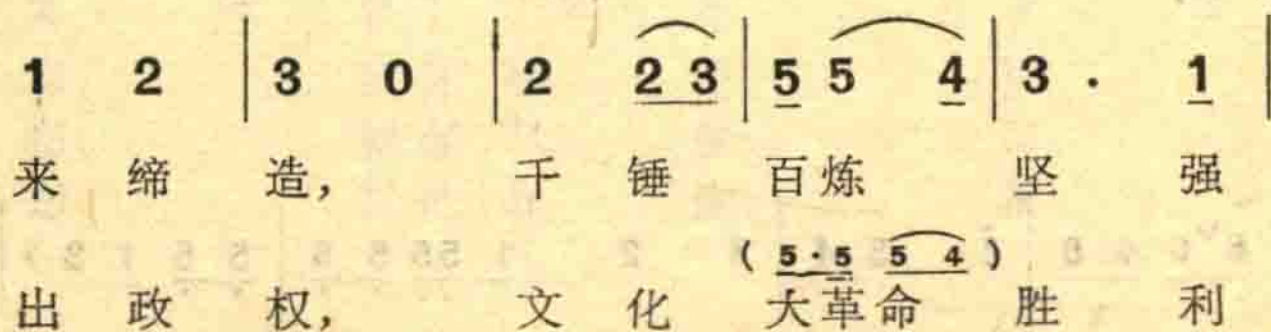 1 2 | 3 0 | 2 2 3 | 5 5 4 | 3 · 1 |
来 缔 造, 千 锤 百 炼 坚 强
( 5 · 5 5 4 )
出 政 权, 文 化 大 革 命 胜 利